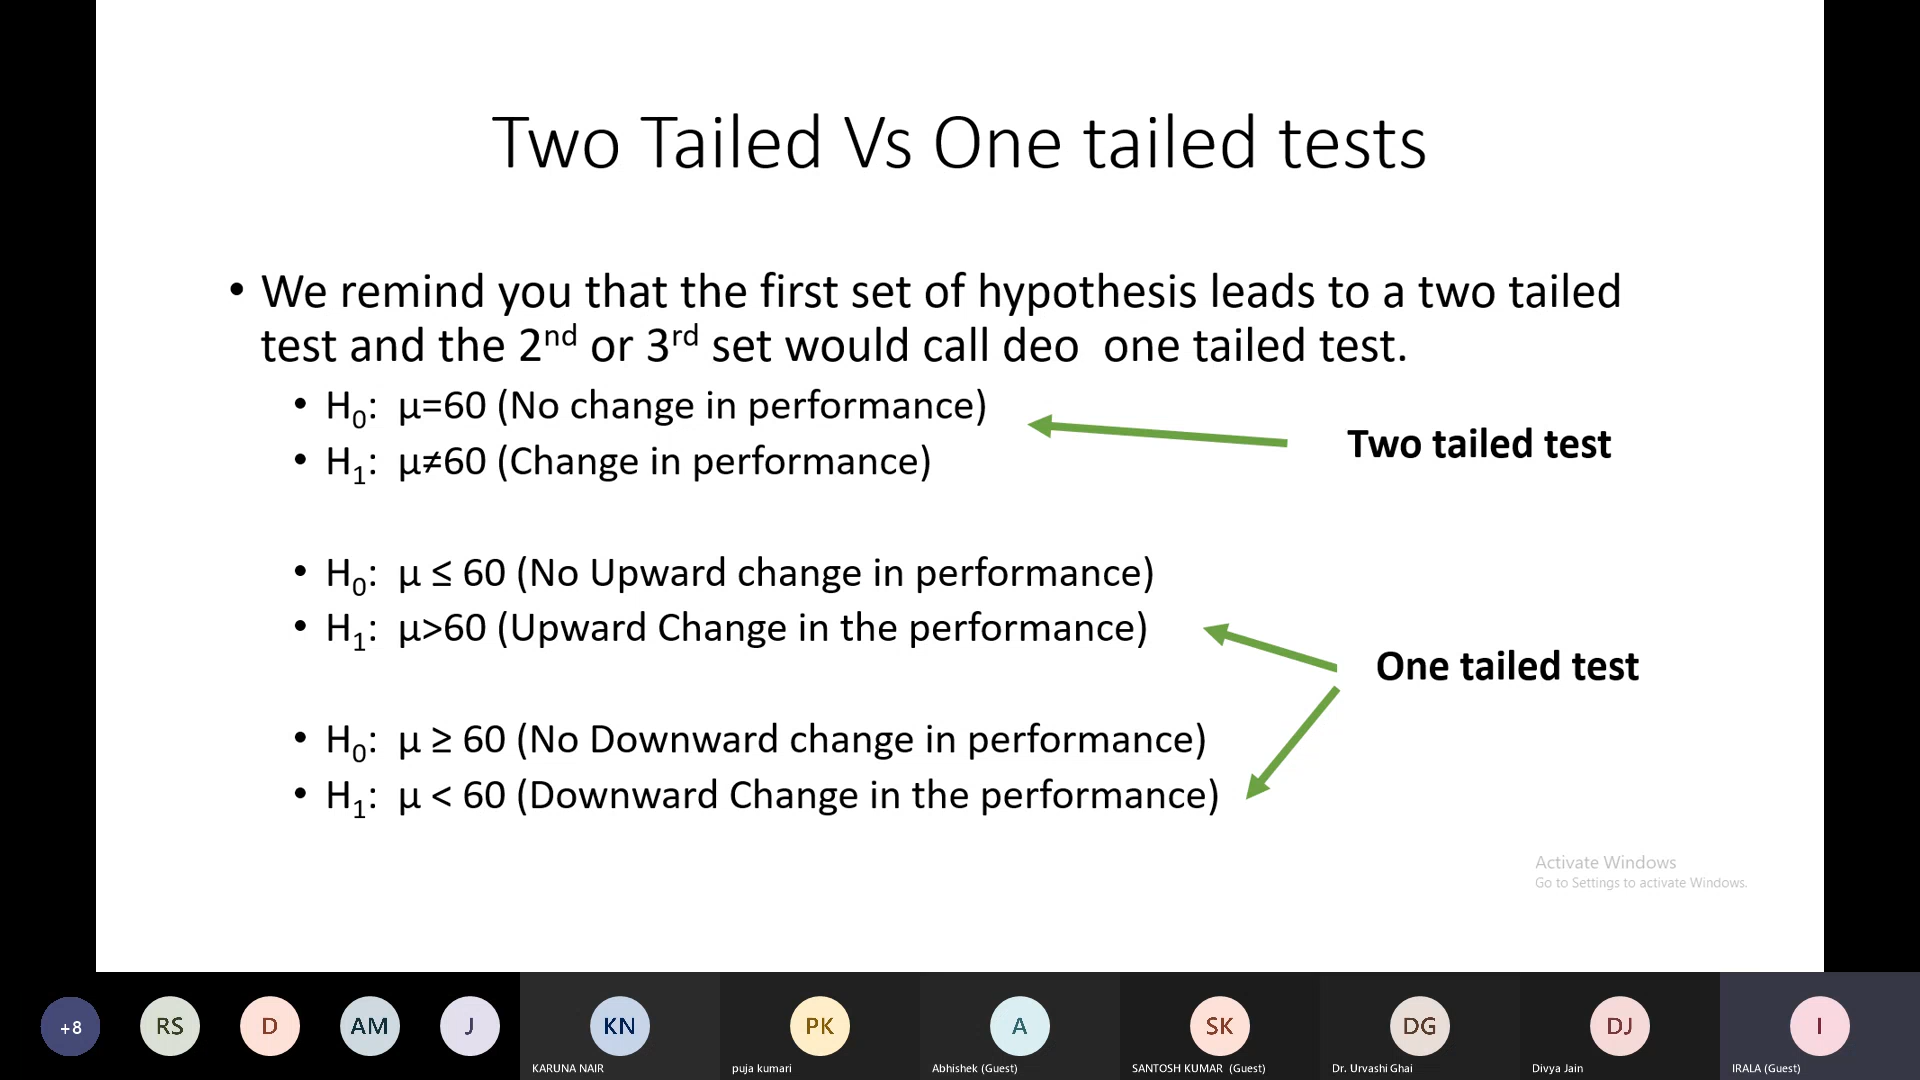 Two Tailed Vs One tailed tests
• We remind you that the first set of hypothesis leads to a two tailed
test and the 2nd or 3rd set would call deo one tailed test.
• H0: μ=60 (No change in performance)
Two tailed test
• H1: μ≠60 (Change in performance)
• H0: μ ≤ 60 (No Upward change in performance)
• H1: μ>60 (Upward Change in the performance)
One tailed test
• H0: μ ≥ 60 (No Downward change in performance)
• H1: μ < 60 (Downward Change in the performance)
Activate Windows
Go to Settings to activate Windows.
+8 RS D AM J KN PK A SK DG DJ I
KARUNA NAIR puja kumari Abhishek (Guest) SANTOSH KUMAR (Guest) Dr. Urvashi Ghai Divya Jain IRALA (Guest)